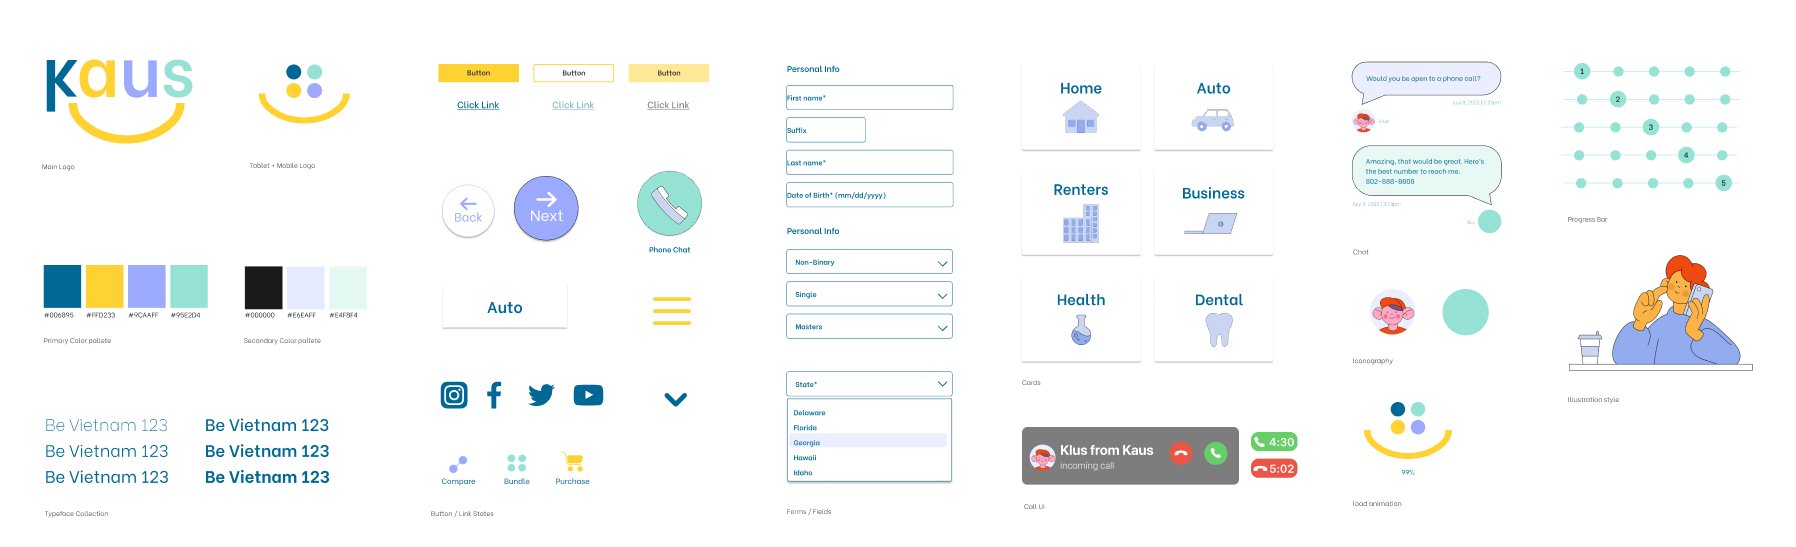 Kaus
Main Logo
Tablet + Mobile Logo
#006895
#FFD233
#9CAAFF
#95E2D4
Primary Color pallete
#000000
#E6EAFF
#E4F8F4
Secondary Color pallete
Be Vietnam 123
Be Vietnam 123
Be Vietnam 123
Be Vietnam 123
Be Vietnam 123
Be Vietnam 123
Typeface Collection
Button
Button
Button
Click Link
Click Link
Click Link
Back
Next
Phone Chat
Auto
Compare
Bundle
Purchase
Button / Link States
Personal Info
First name*
Suffix
Last name*
Date of Birth* (mm/dd/yyyy)
Personal Info
Non-Binary
Single
Masters
State*
Delaware
Florida
Georgia
Hawaii
Idaho
Forms / Fields
Home
Auto
Renters
Business
Health
Dental
Cards
Klus from Kaus
incoming call
4:30
5:02
Call UI
Would you be open to a phone call?
Klus
Amazing, that would be great. Here's
the best number to reach me.
802-888-8808
Chat
Iconography
99%
load animation
1
2
3
4
5
Progress Bar
Illustration style